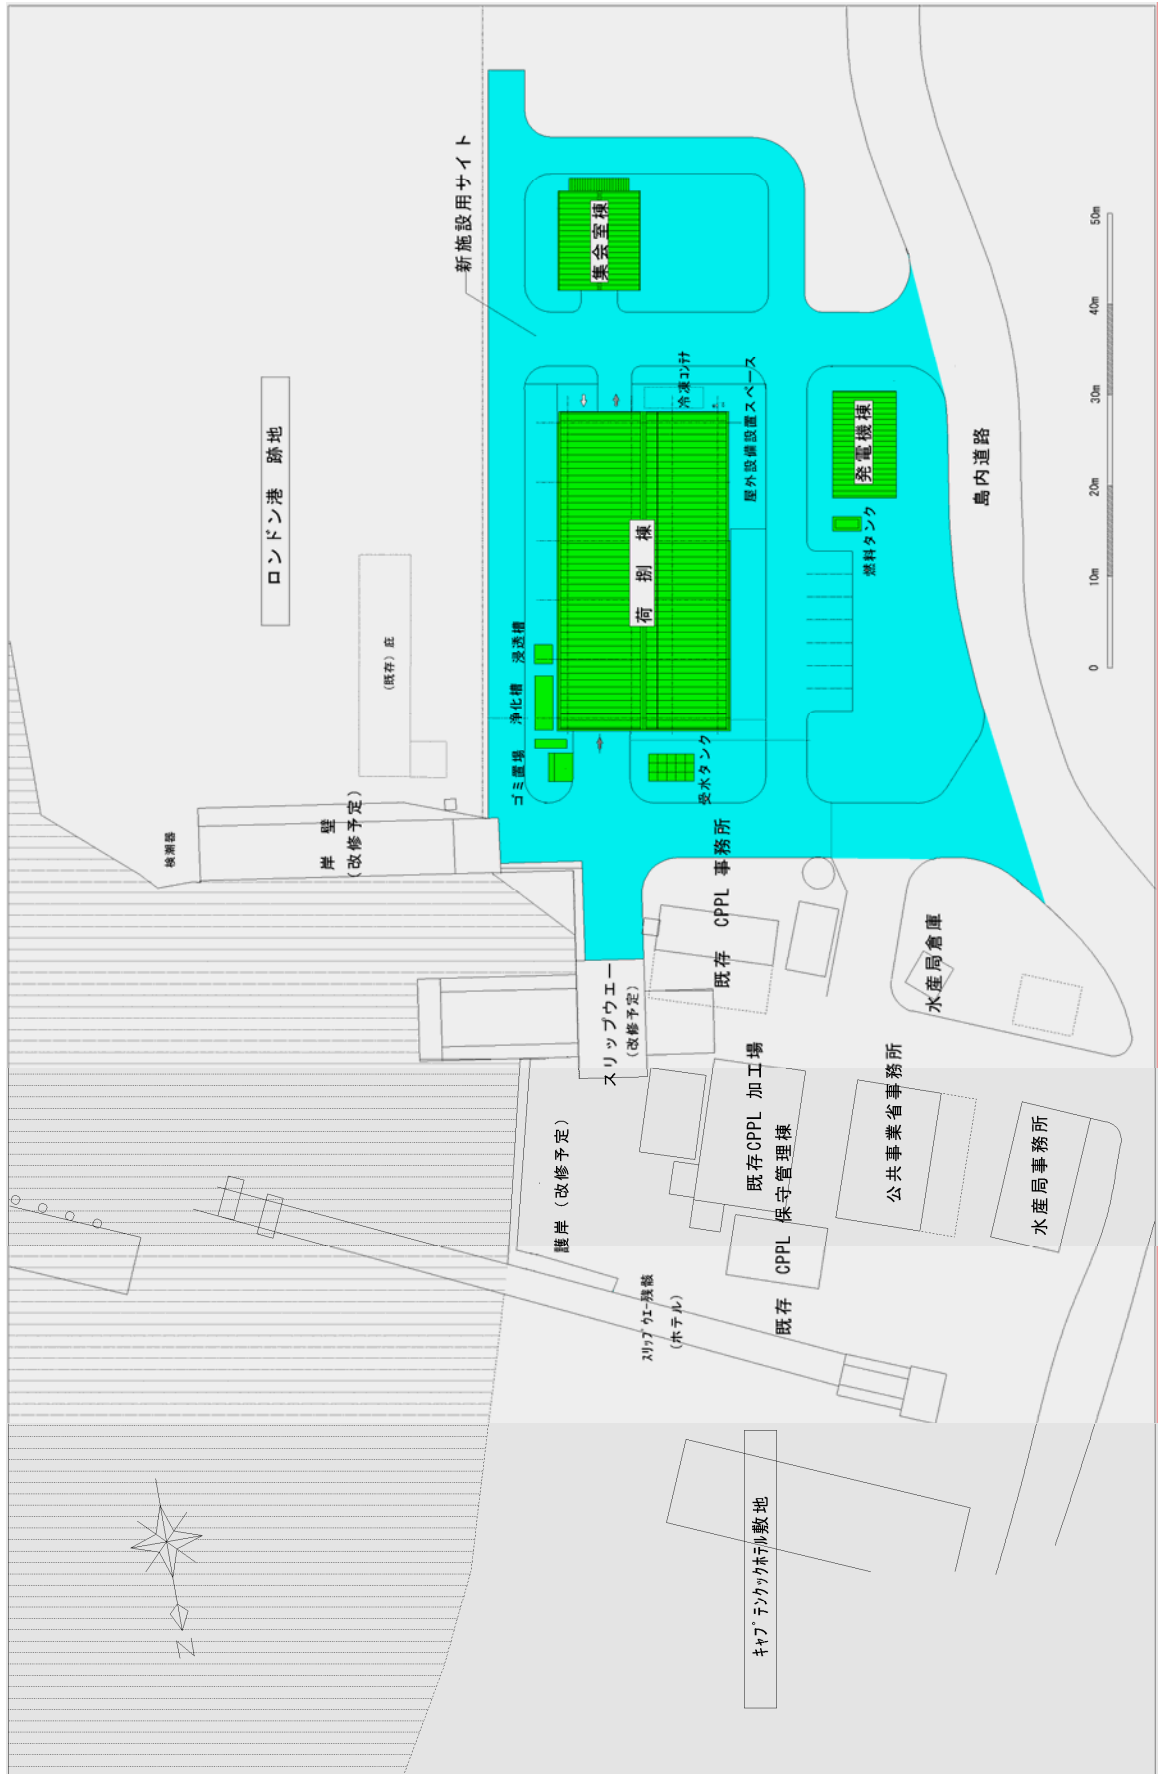 ロンドン港　跡地
新施設用サイト
集会室棟
冷凍ｺﾝﾃﾅ
屋外設備設置スペース
発電機棟
燃料タンク
荷　捌　棟
島内道路
浸透槽
浄化槽
ゴミ置場
受水タンク
0
10m
20m
30m
40m
50m
（既存）庇
検潮器
岸　壁
（改修予定）
既存　CPPL 事務所
スリップウエー
（改修予定）
水産局倉庫
護岸（改修予定）
既存CPPL 加工場
既存　CPPL　保守管理棟
公共事業省事務所
水産局事務所
ｽﾘｯﾌﾟｳｴｰ残骸
（ホテル）
ｷｬﾌﾟﾃﾝｸｯｸﾎﾃﾙ敷地
N